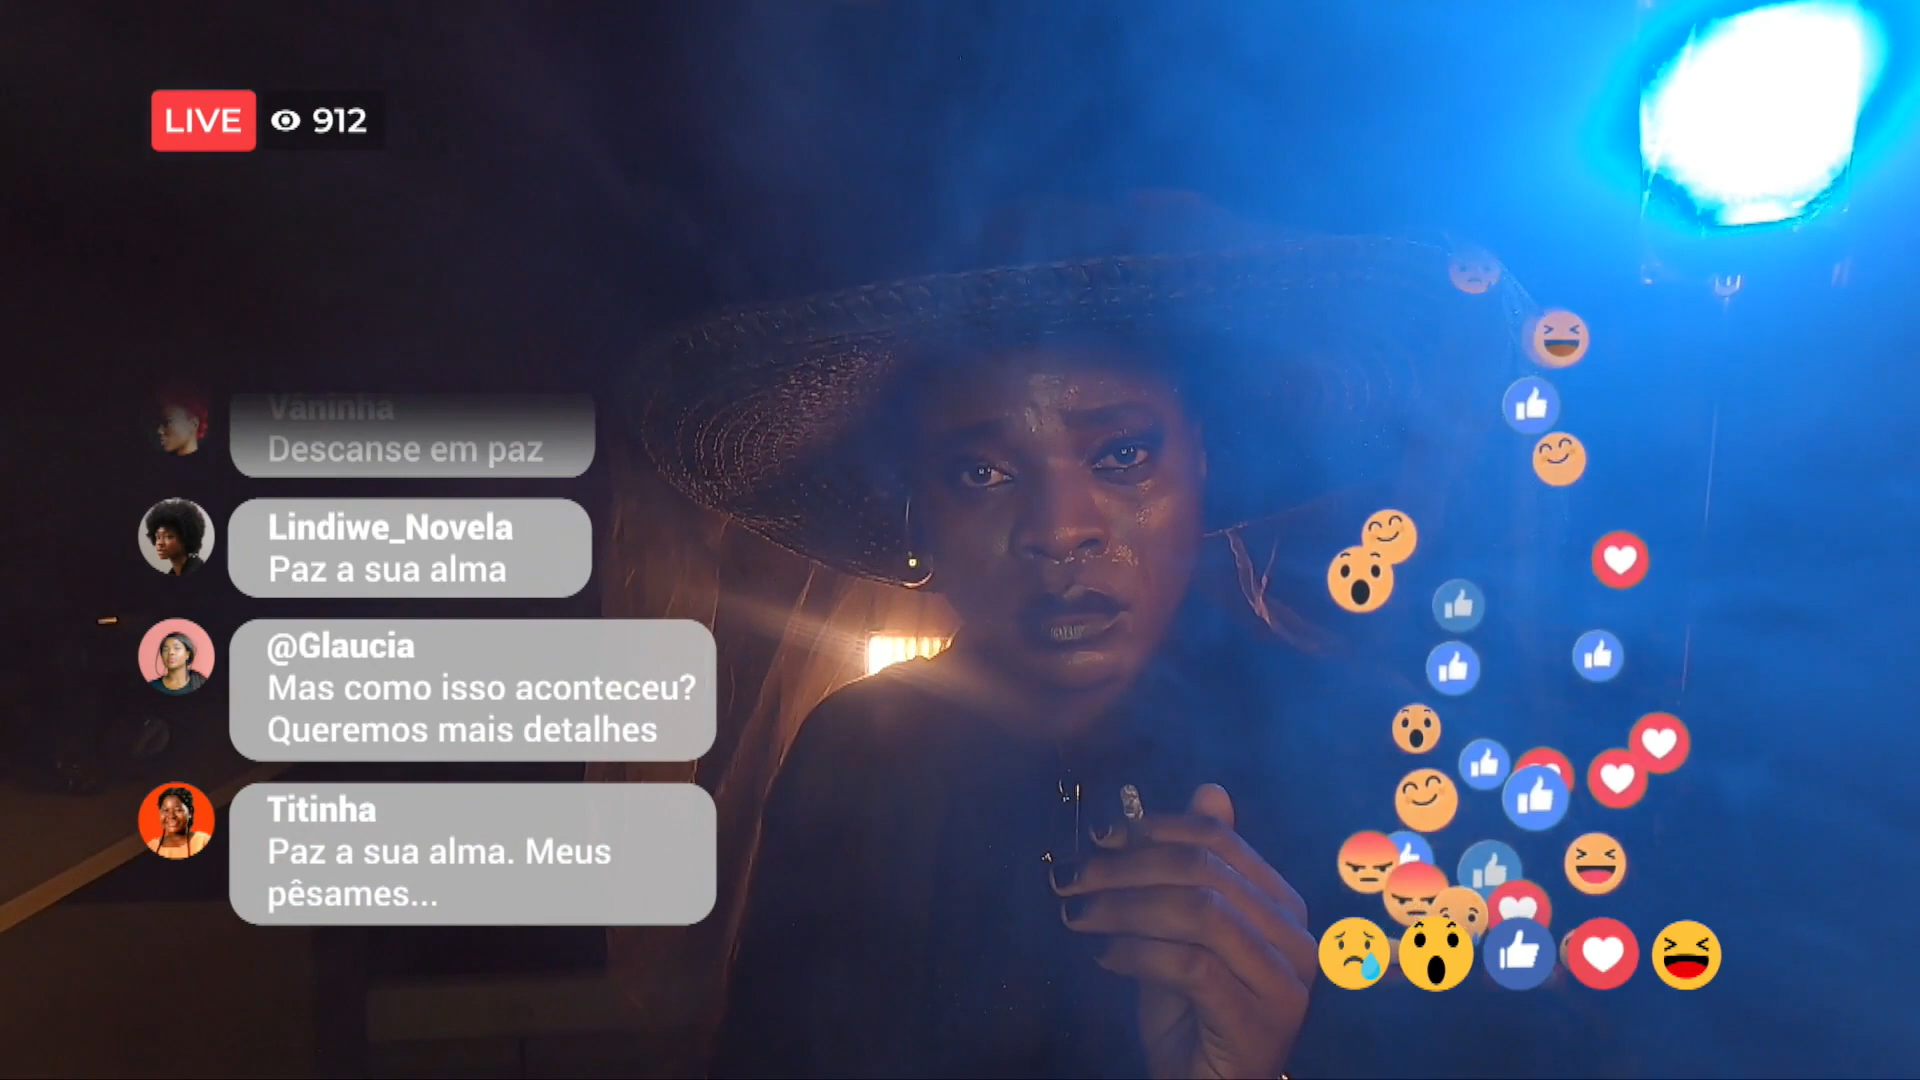 LIVE 912
Vaninha
Descanse em paz
Lindiwe_Novela
Paz a sua alma
@Glaucia
Mas como isso aconteceu?
Queremos mais detalhes
Titinha
Paz a sua alma. Meus
pêsames...